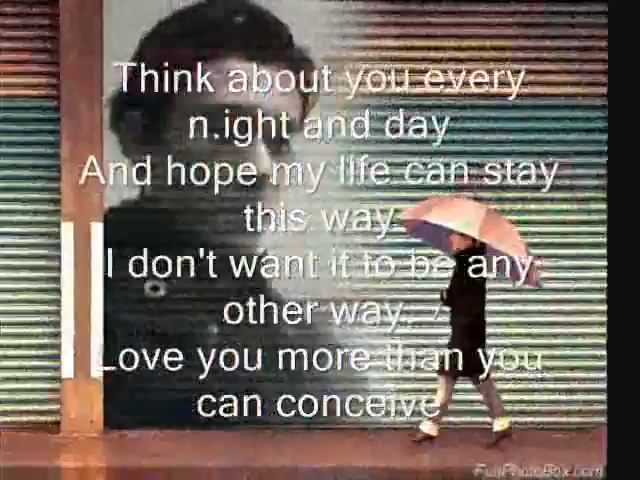 Think about you every
n.ight and day
And hope my life can stay
this way.
I don't want it to be any
other way..
Love you more than you
can conceive
FunPhotoBox.com